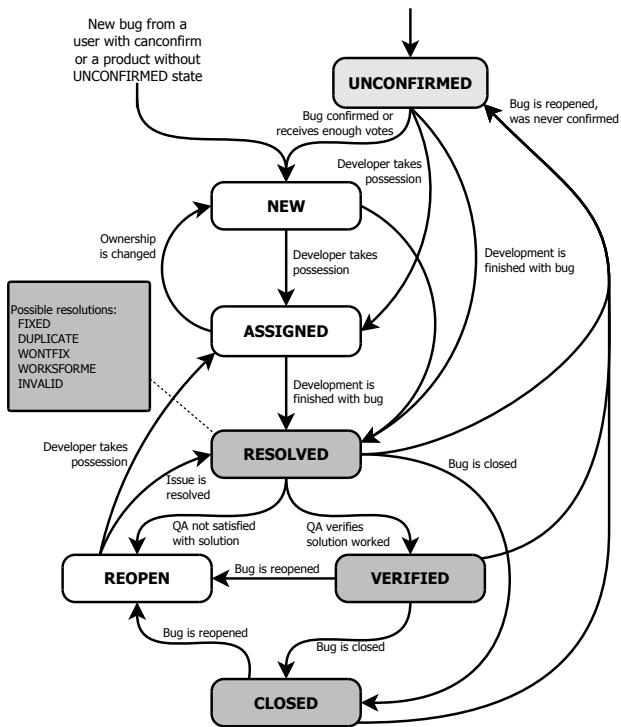 New bug from a
user with canconfirm
or a product without
UNCONFIRMED state
UNCONFIRMED
Bug is reopened,
was never confirmed
Bug confirmed or
receives enough votes
Developer takes
possession
NEW
Ownership
is changed
Developer takes
possession
Development is
finished with bug
Possible resolutions:
FIXED
DUPLICATE
WONTFIX
WORKSFORME
INVALID
ASSIGNED
Development is
finished with bug
Developer takes
possession
RESOLVED
Issue is
resolved
Bug is closed
QA not satisfied
with solution
QA verifies
solution worked
REOPEN
Bug is reopened
VERIFIED
Bug is reopened
Bug is closed
CLOSED